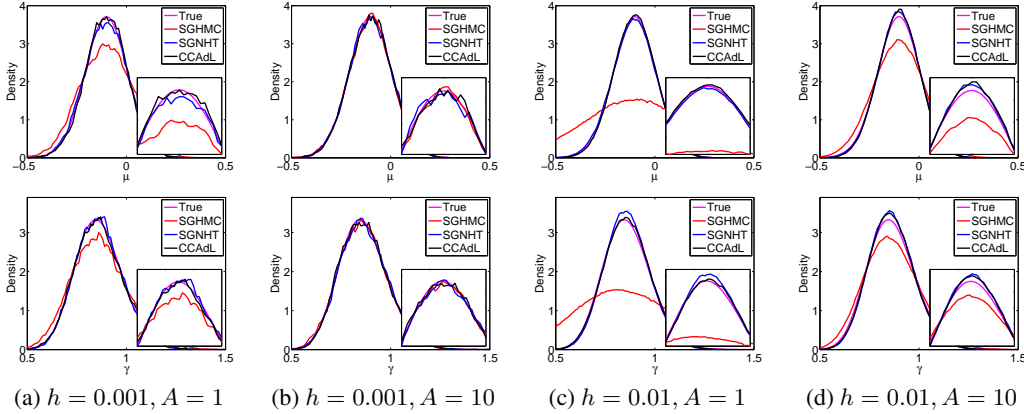 True
SGHMC
SGNHT
CCAdL
Density
4
3
2
1
0
−0.5
0
0.5
μ
True
SGHMC
SGNHT
CCAdL
Density
4
3
2
1
0
−0.5
0
0.5
μ
True
SGHMC
SGNHT
CCAdL
Density
4
3
2
1
0
−0.5
0
0.5
μ
True
SGHMC
SGNHT
CCAdL
Density
4
3
2
1
0
−0.5
0
0.5
μ
True
SGHMC
SGNHT
CCAdL
Density
3
2
1
0
0.5
1
1.5
γ
True
SGHMC
SGNHT
CCAdL
Density
3
2
1
0
0.5
1
1.5
γ
True
SGHMC
SGNHT
CCAdL
Density
3
2
1
0
0.5
1
1.5
γ
True
SGHMC
SGNHT
CCAdL
Density
3
2
1
0
0.5
1
1.5
γ
(a) h = 0.001, A = 1
(b) h = 0.001, A = 10
(c) h = 0.01, A = 1
(d) h = 0.01, A = 10